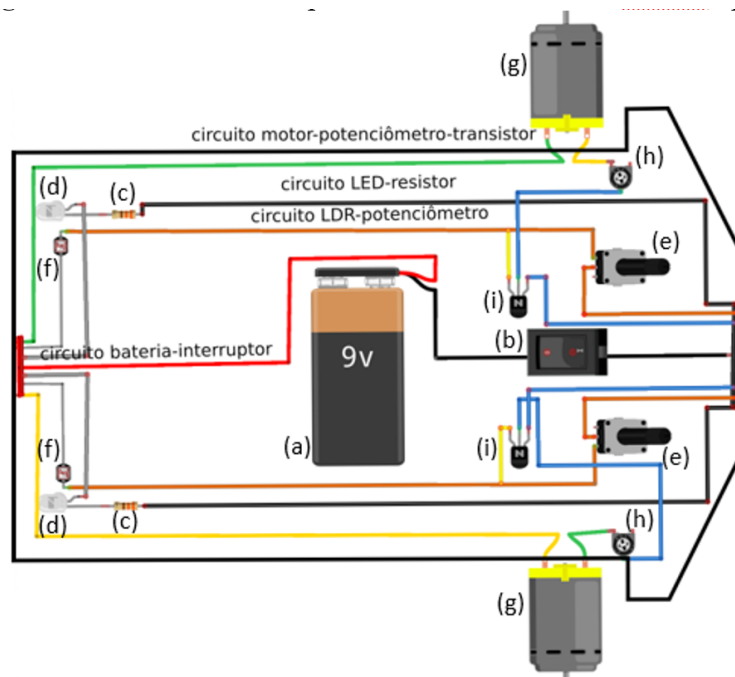 (g)
circuito motor-potenciômetro-transistor
(h)
(d)
(c)
circuito LED-resistor
circuito LDR-potenciômetro
(e)
(f)
(i)
(b)
circuito bateria-interruptor
9v
(a)
(f)
(i)
(e)
(d)
(c)
(h)
(g)